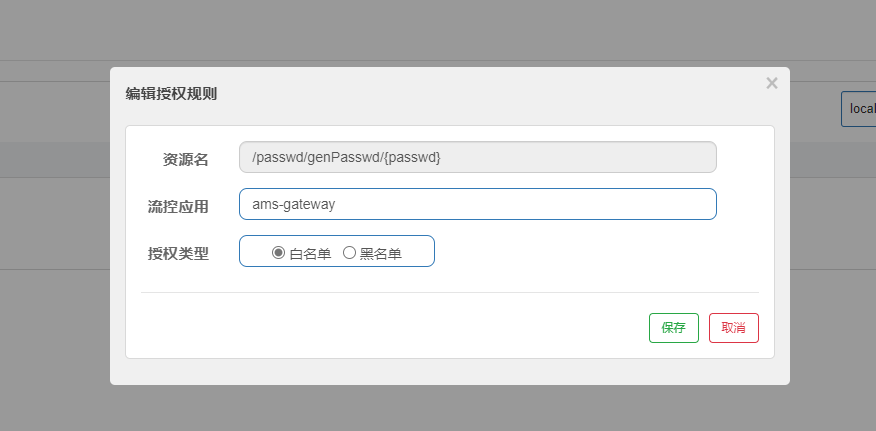 编辑授权规则
×
local
资源名 /passwd/genPasswd/{passwd}
流控应用 ams-gateway
授权类型 白名单 黑名单
保存 取消